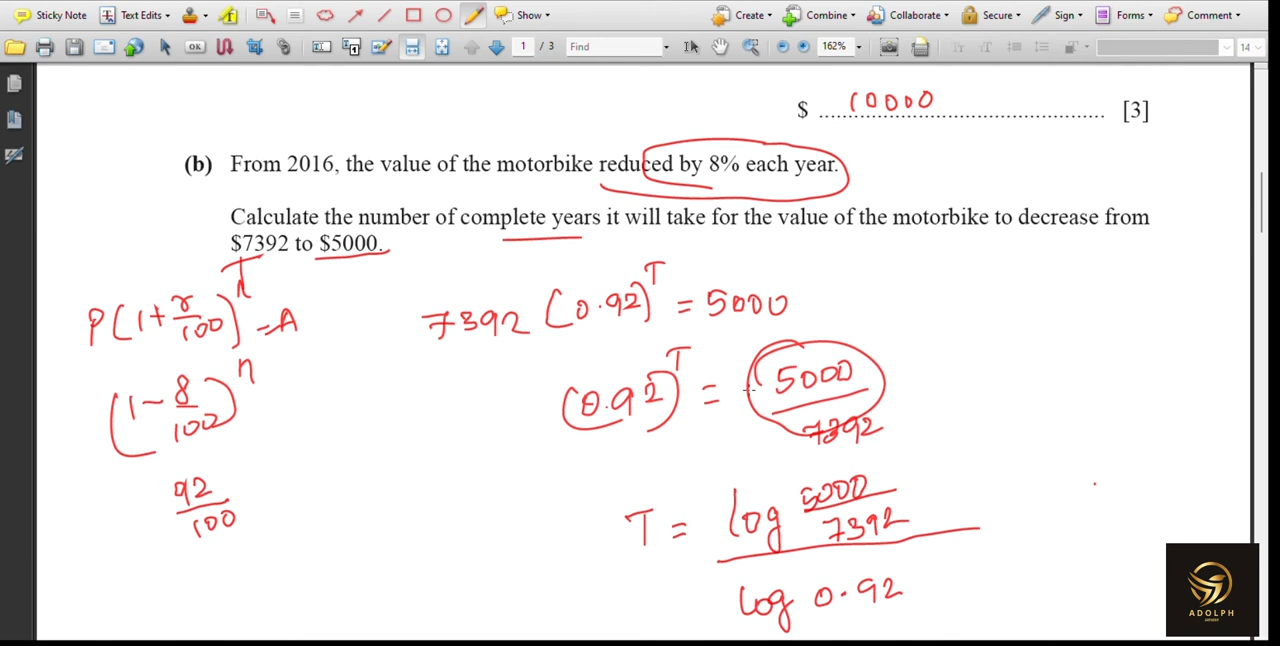 Sticky Note Text Edits Show Create Combine Collaborate Secure Sign Forms Comment
OK 1 / 3 Find 162% 14
$ 10000 [3]
(b) From 2016, the value of the motorbike reduced by 8% each year.
Calculate the number of complete years it will take for the value of the motorbike to decrease from
$7392 to $5000.
P(1+r/100)^n = A
(1-8/100)^n
92/100
7392 (0.92)^T = 5000
(0.92)^T = 5000/7392
T = log 5000/7392
log 0.92
ADOLPH